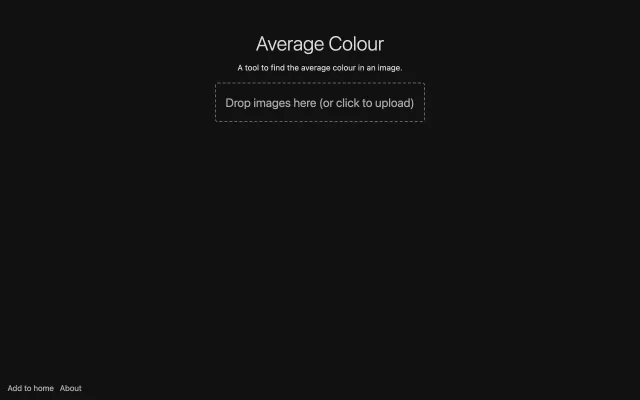 Average Colour
A tool to find the average colour in an image.
Drop images here (or click to upload)
Add to home About